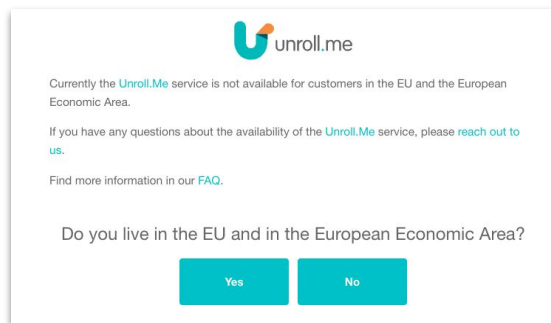 unroll.me
Currently the Unroll.Me service is not available for customers in the EU and the European
Economic Area.
If you have any questions about the availability of the Unroll.Me service, please reach out to
us.
Find more information in our FAQ.
Do you live in the EU and in the European Economic Area?
Yes
No